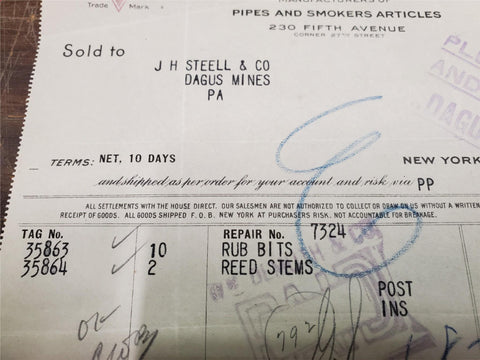 MANUFACTURERS OF
Trade Mark
PIPES AND SMOKERS ARTICLES
230 FIFTH AVENUE
CORNER 27TH STREET
Sold to
J H STEELL & CO
DAGUS MINES
PA
AND
DAGU
TERMS: NET, 10 DAYS
NEW YORK
and shipped as per order for your account and risk via PP
ALL SETTLEMENTS WITH THE HOUSE DIRECT. OUR SALESMEN ARE NOT AUTHORIZED TO COLLECT OR DRAW ON US WITHOUT A WRITTEN
RECEIPT OF GOODS. ALL GOODS SHIPPED F.O.B. NEW YORK AT PURCHASERS RISK. NOT ACCOUNTABLE FOR BREAKAGE.
TAG No. REPAIR No. 7324
35863 10 RUB BITS
35864 2 REED STEMS
POST
INS
OK
792